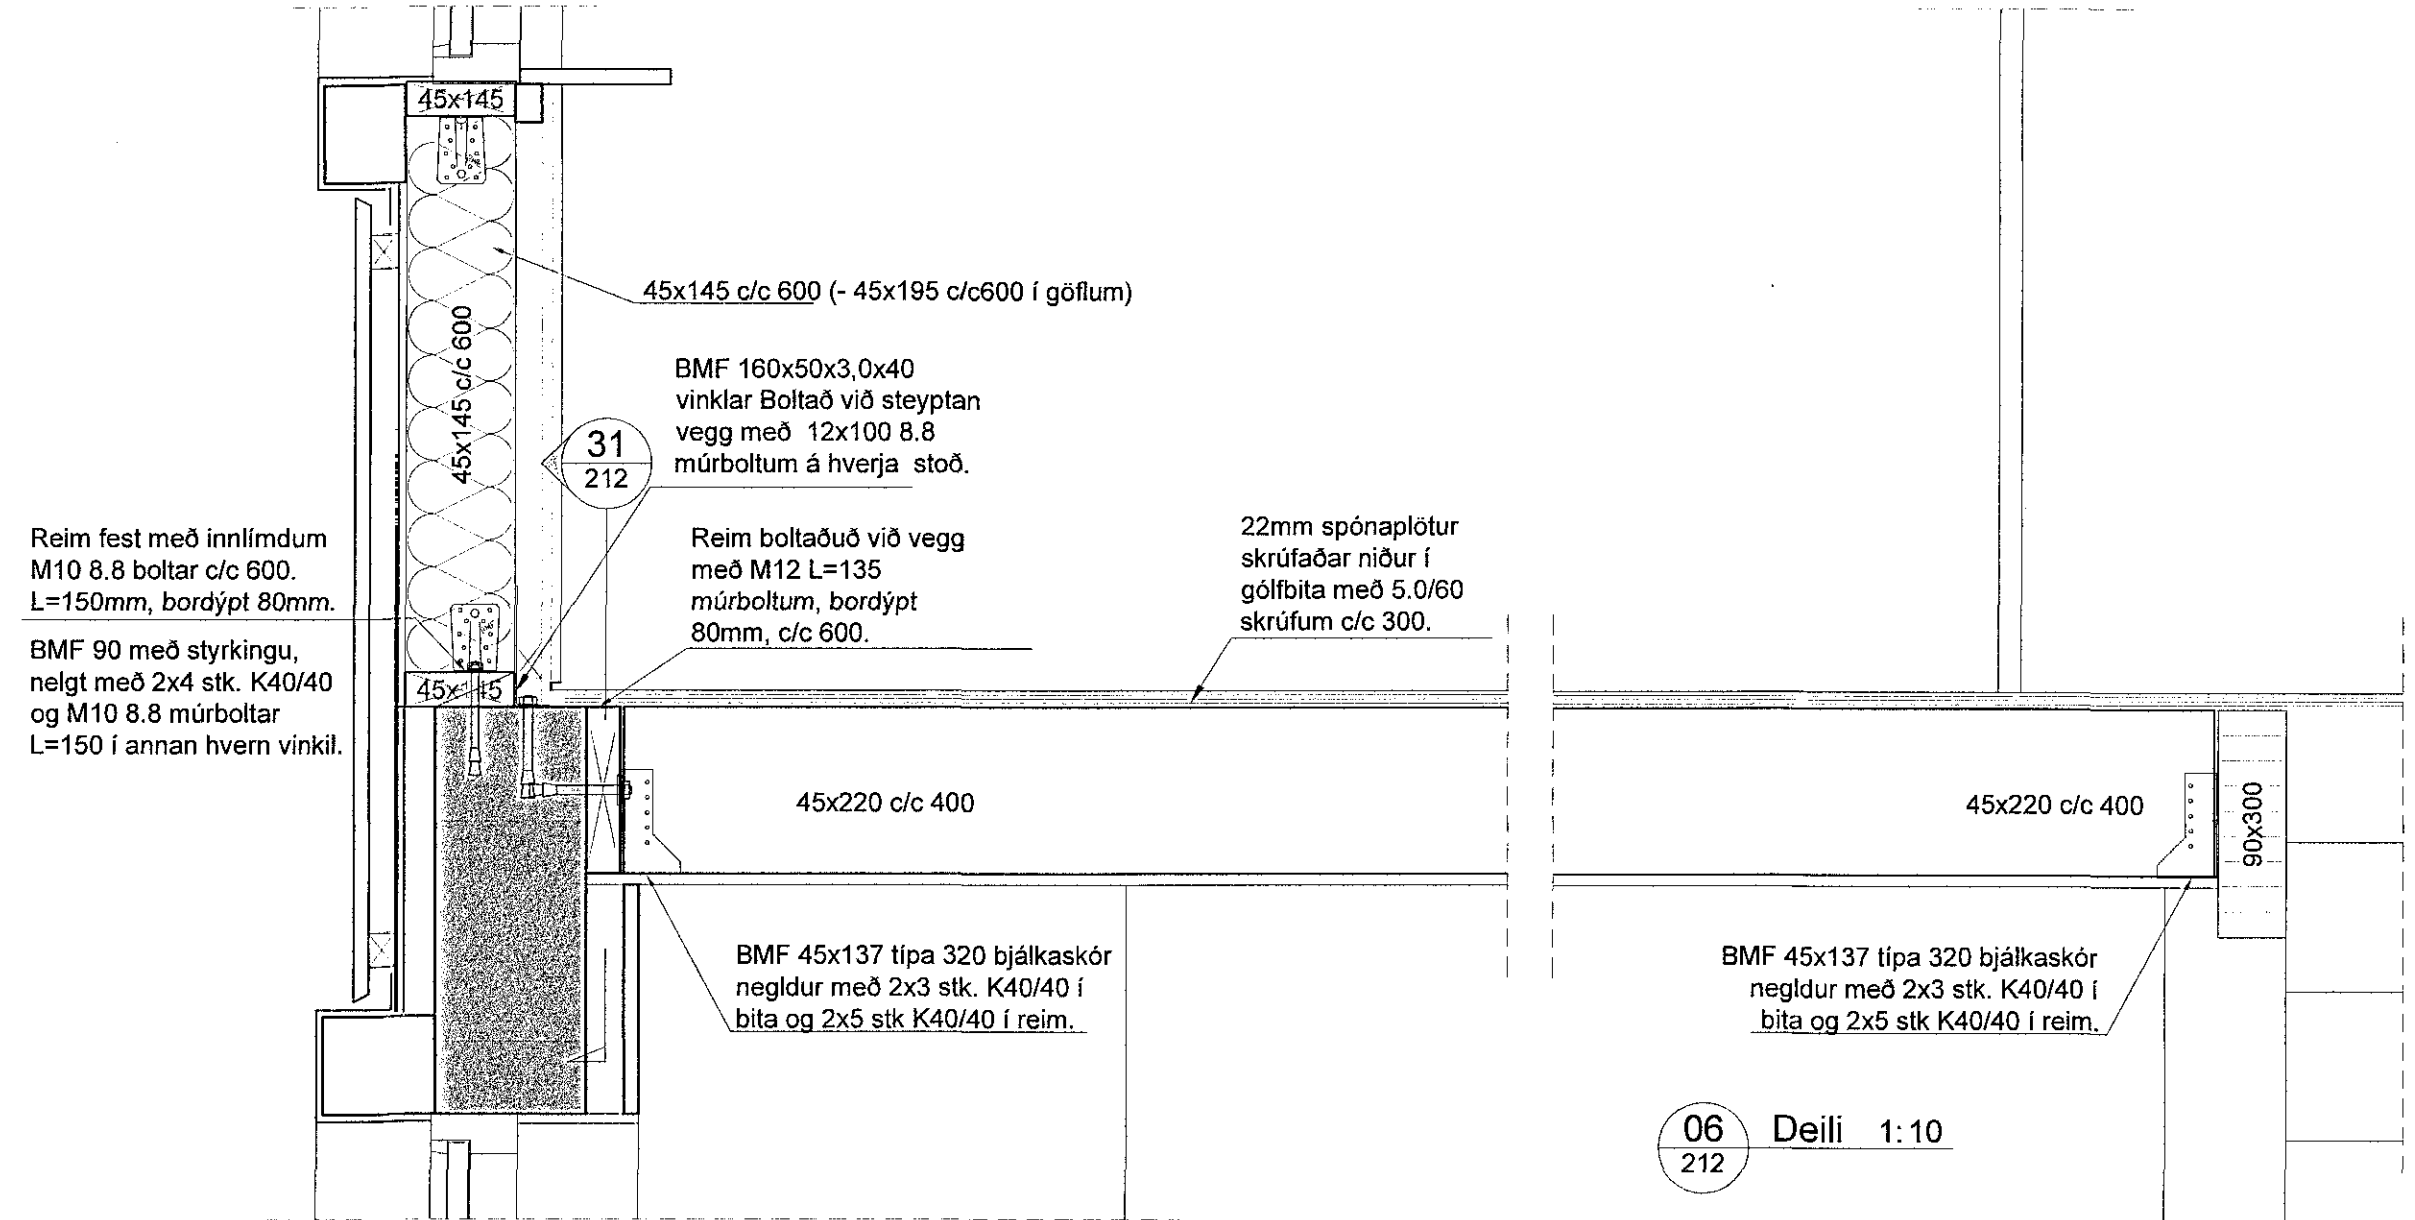 45x145
45x145 c/c 600 (- 45x195 c/c600 í göflum)
45x145 c/c 600
BMF 160x50x3,0x40
vinklar Boltað við steyptan
vegg með 12x100 8.8
múrboltum á hverja stoð.
31
212
Reim fest með innlímdum
M10 8.8 boltar c/c 600.
L=150mm, bordýpt 80mm.
BMF 90 með styrkingu,
nelgt með 2x4 stk. K40/40
og M10 8.8 múrboltar
L=150 í annan hvern vinkil.
Reim boltaðuð við vegg
með M12 L=135
múrboltum, bordýpt
80mm, c/c 600.
22mm spónaplötur
skrúfaðar niður í
gólfbita með 5.0/60
skrúfum c/c 300.
45x145
45x220 c/c 400
45x220 c/c 400
90x300
BMF 45x137 típa 320 bjálkaskór
negldur með 2x3 stk. K40/40 í
bita og 2x5 stk K40/40 í reim.
BMF 45x137 típa 320 bjálkaskór
negldur með 2x3 stk. K40/40 í
bita og 2x5 stk K40/40 í reim.
06
212
Deili 1:10